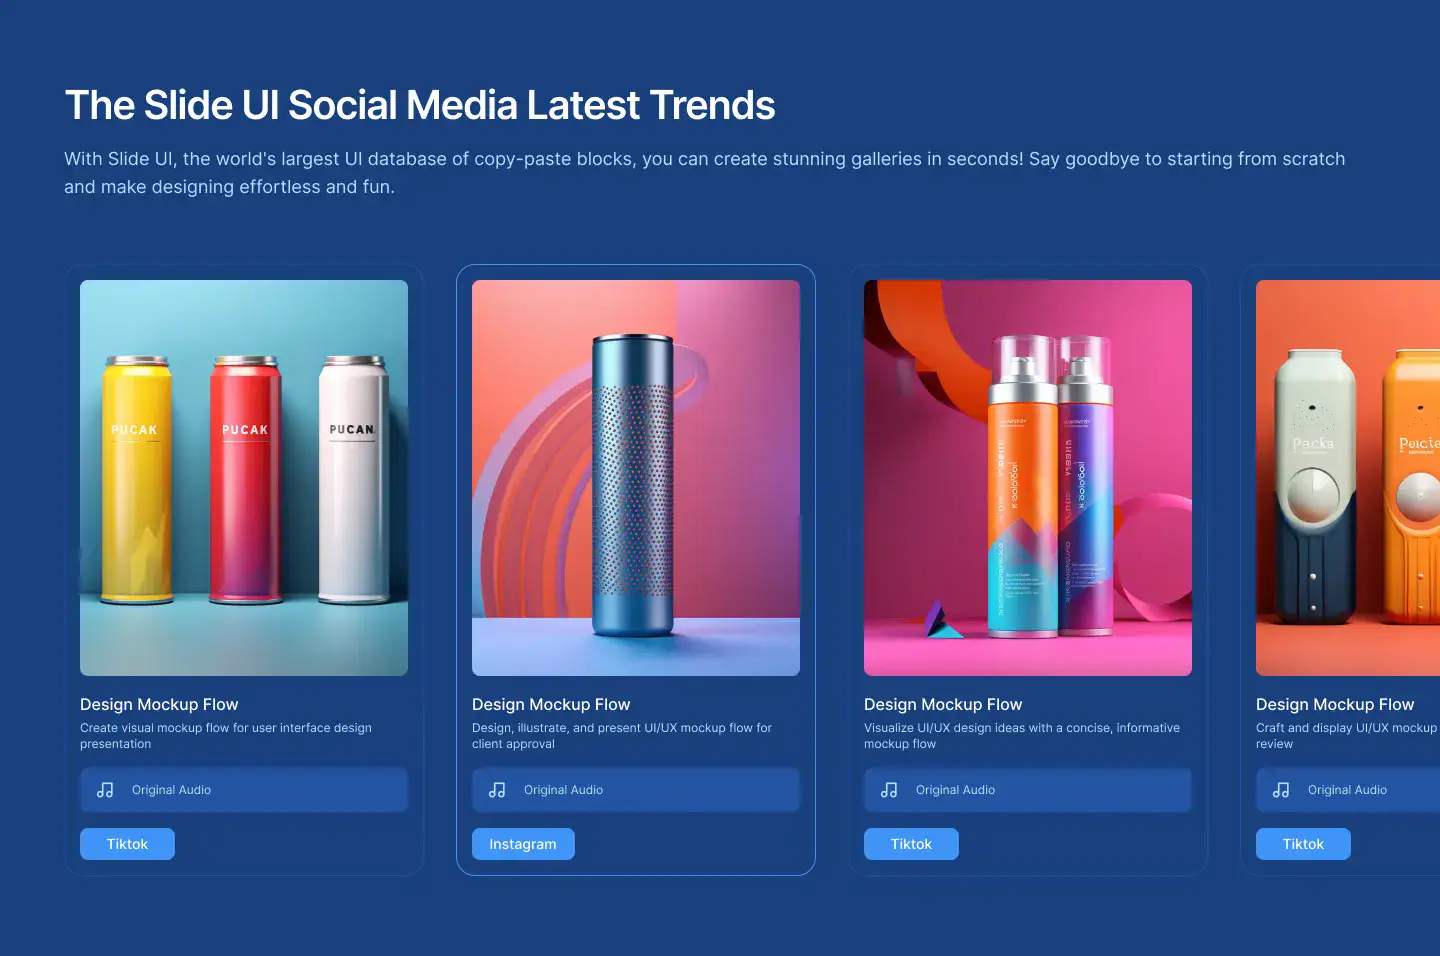 The Slide UI Social Media Latest Trends
With Slide UI, the world's largest UI database of copy-paste blocks, you can create stunning galleries in seconds! Say goodbye to starting from scratch
and make designing effortless and fun.
PUCAK
PUCAK
PUCAN
Packa
Design Mockup Flow
Create visual mockup flow for user interface design
presentation
Original Audio
Tiktok
Design Mockup Flow
Design, illustrate, and present UI/UX mockup flow for
client approval
Original Audio
Instagram
Design Mockup Flow
Visualize UI/UX design ideas with a concise, informative
mockup flow
Original Audio
Tiktok
Design Mockup Flow
Craft and display UI/UX mockup
review
Original Audio
Tiktok